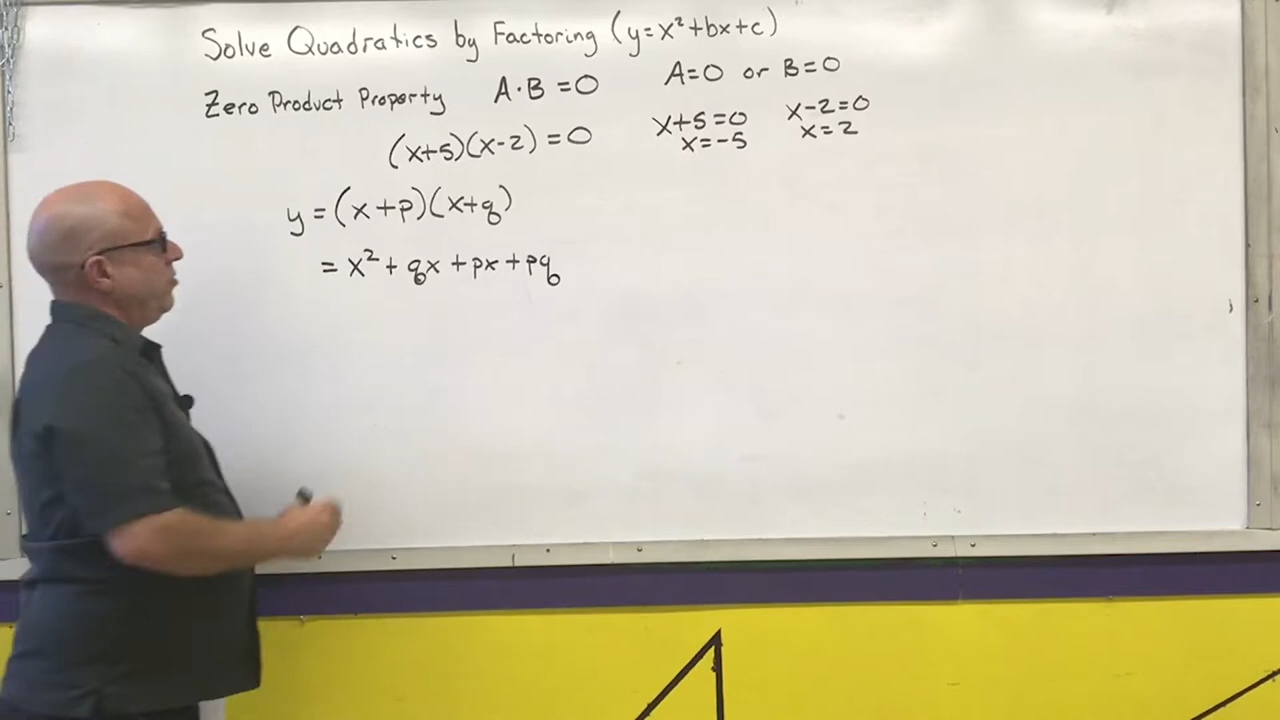 Solve Quadratics by Factoring (y=x²+bx+c)
Zero Product Property A·B=0 A=0 or B=0
(x+5)(x-2)=0 x+5=0 x-2=0
x=-5 x=2
y=(x+p)(x+q)
=x²+qx+px+pq